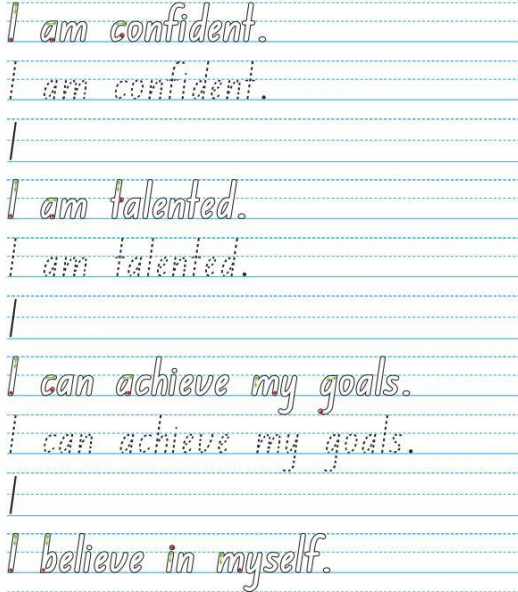 I am confident.
I am confident.
I
I am talented.
I am talented.
I
I can achieve my goals.
I can achieve my goals.
I
I believe in myself.